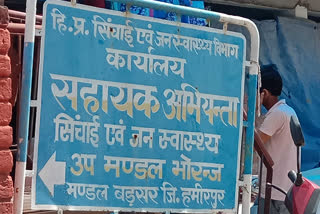 हि.प्र. सिंचाई एवं जन स्वास्थ्य विभाग
कार्यालय
सहायक अभियन्ता
सिंचाई एवं जन स्वास्थ्य
उप मण्डल भोरन्ज
मण्डल बड़सर जि. हमीरपुर